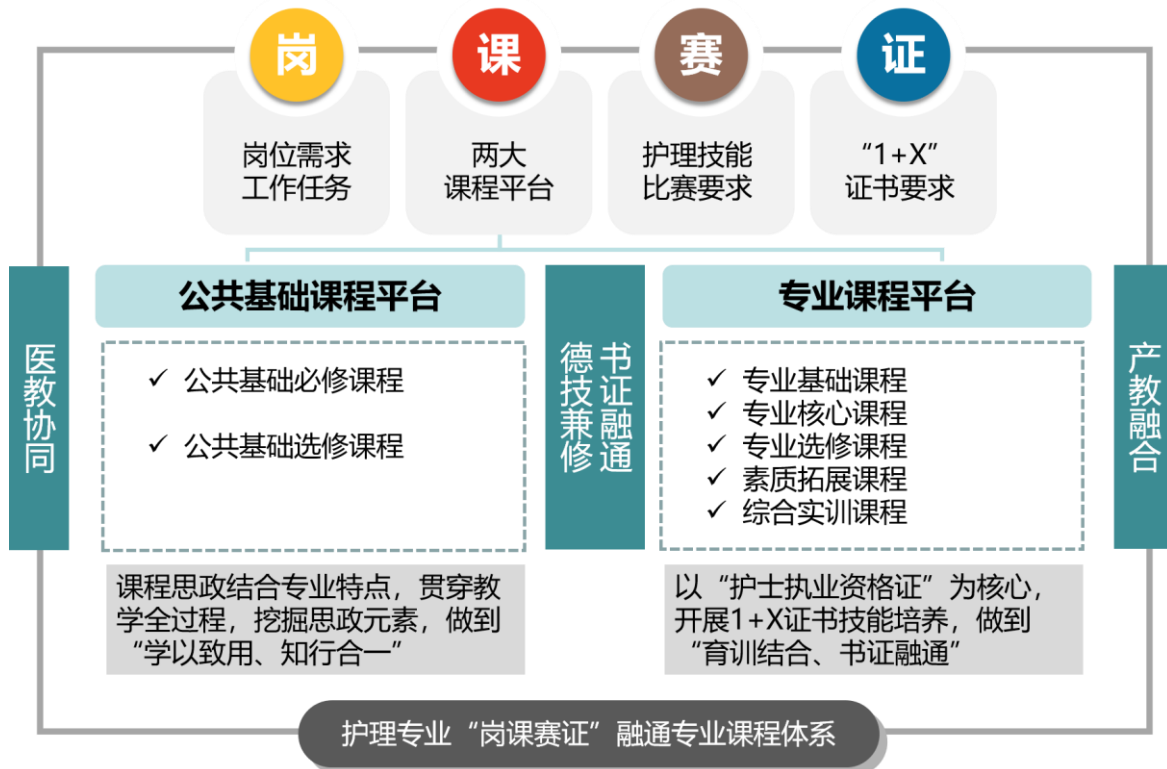 岗
课
赛
证
岗位需求
工作任务
两大
课程平台
护理技能
比赛要求
“1+X”
证书要求
医教协同
公共基础课程平台
✓ 公共基础必修课程
✓ 公共基础选修课程
课程思政结合专业特点，贯穿教
学全过程，挖掘思政元素，做到
“学以致用、知行合一”
德技兼修
书证融通
专业课程平台
✓ 专业基础课程
✓ 专业核心课程
✓ 专业选修课程
✓ 素质拓展课程
✓ 综合实训课程
以“护士执业资格证”为核心，
开展1+X证书技能培养，做到
“育训结合、书证融通”
产教融合
护理专业“岗课赛证”融通专业课程体系